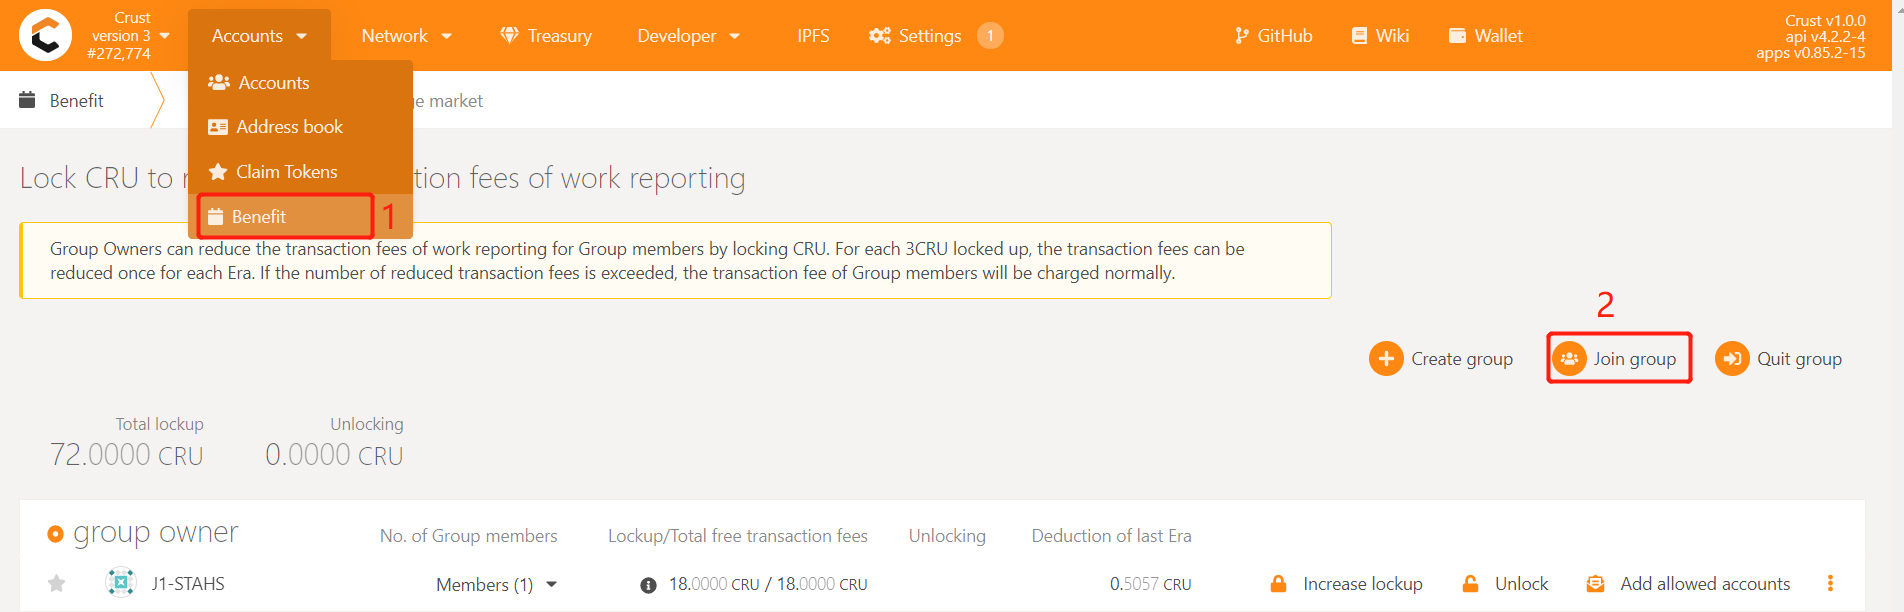 Crust
version 3
#272,774
Accounts
Network
Treasury
Developer
IPFS
Settings
1
GitHub
Wiki
Wallet
Crust v1.0.0
api v4.2.2-4
apps v0.85.2-15
Accounts
Address book
Claim Tokens
Benefit
1
Benefit
market
Lock CRU to fees of work reporting
Group Owners can reduce the transaction fees of work reporting for Group members by locking CRU. For each 3CRU locked up, the transaction fees can be
reduced once for each Era. If the number of reduced transaction fees is exceeded, the transaction fee of Group members will be charged normally.
2
Create group
Join group
Quit group
Total lockup
72.0000 CRU
Unlocking
0.0000 CRU
group owner
No. of Group members
Lockup/Total free transaction fees
Unlocking
Deduction of last Era
J1-STAHS
Members (1)
18.0000 CRU / 18.0000 CRU
0.5057 CRU
Increase lockup
Unlock
Add allowed accounts